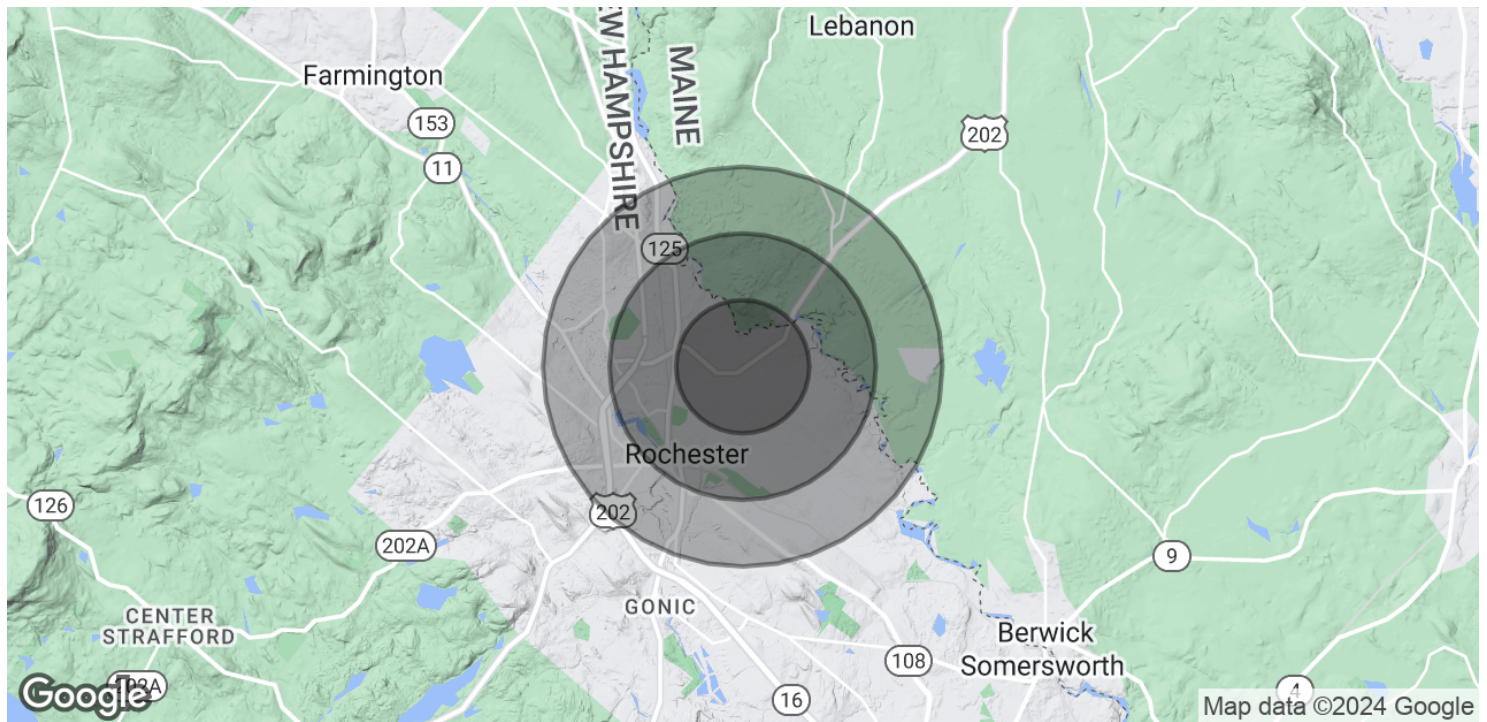 Lebanon
Farmington
NEW HAMPSHIRE
MAINE
153
202
11
125
Rochester
126
202
202A
9
CENTER
STRAFFORD
GONIC
Berwick
Somersworth
108
202A
16
4
Google
Map data ©2024 Google